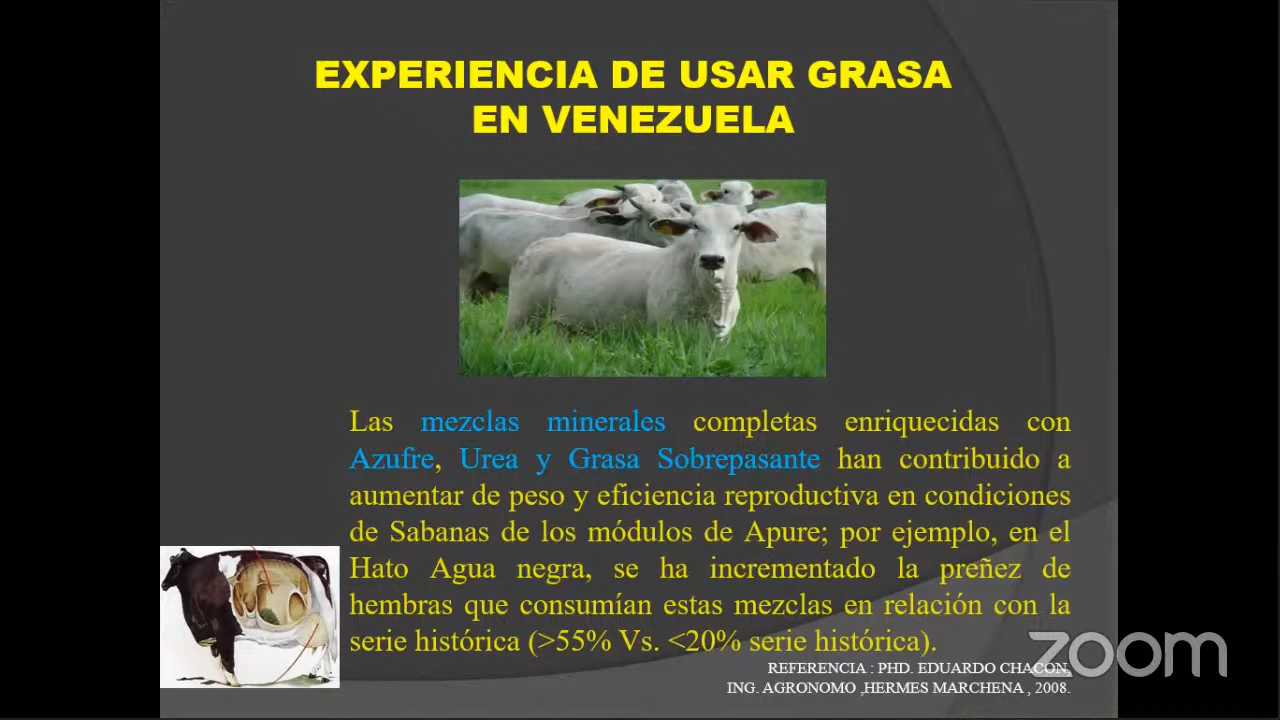 EXPERIENCIA DE USAR GRASA
EN VENEZUELA
Las mezclas minerales completas enriquecidas con
Azufre, Urea y Grasa Sobrepasante han contribuido a
aumentar de peso y eficiencia reproductiva en condiciones
de Sabanas de los módulos de Apure; por ejemplo, en el
Hato Agua negra, se ha incrementado la preñez de
hembras que consumían estas mezclas en relación con la
serie histórica (>55% Vs. <20% serie histórica).
REFERENCIA : PHD. EDUARDO CHACON,
ING. AGRONOMO ,HERMES MARCHENA , 2008.
zoom